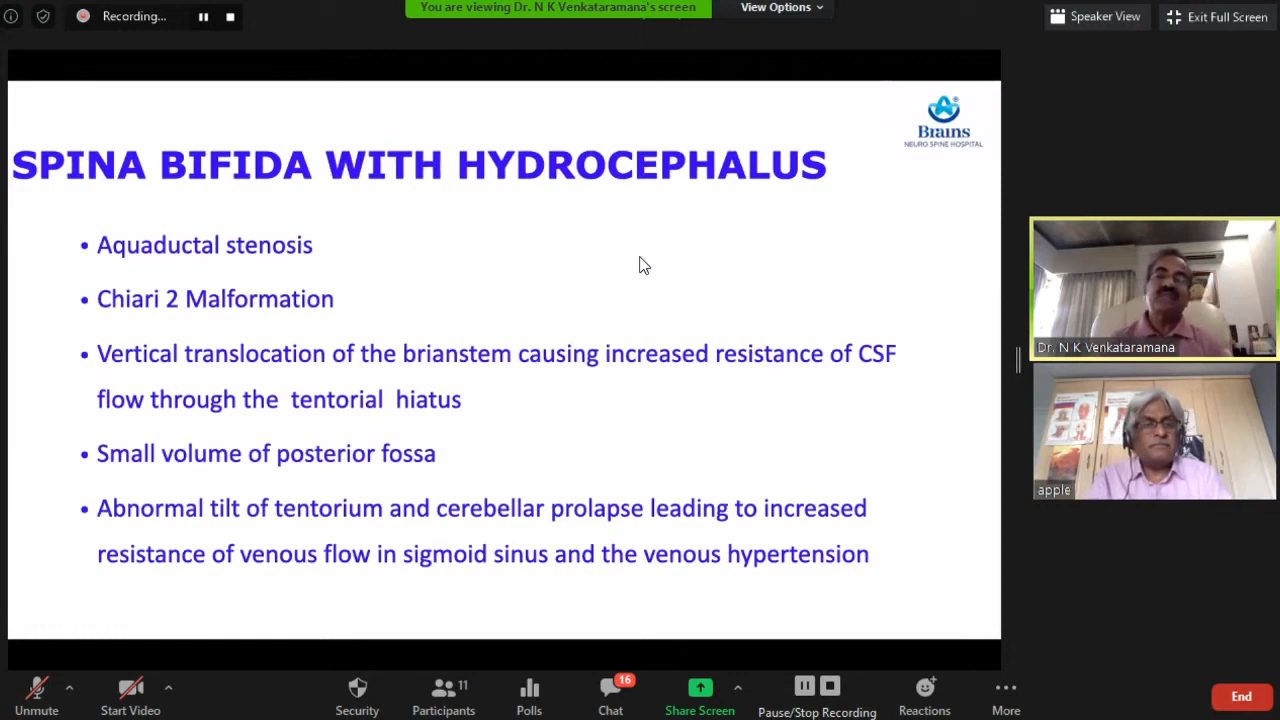 Recording...
You are viewing Dr. N K Venkataramana's screen
View Options
Speaker View
Exit Full Screen
Brains
NEURO SPINE HOSPITAL
SPINA BIFIDA WITH HYDROCEPHALUS
• Aquaductal stenosis
• Chiari 2 Malformation
• Vertical translocation of the brianstem causing increased resistance of CSF
flow through the tentorial hiatus
• Small volume of posterior fossa
• Abnormal tilt of tentorium and cerebellar prolapse leading to increased
resistance of venous flow in sigmoid sinus and the venous hypertension
Dr. N K Venkataramana
apple
Unmute
Start Video
Security
11
Participants
Polls
16
Chat
Share Screen
Pause/Stop Recording
Reactions
More
End